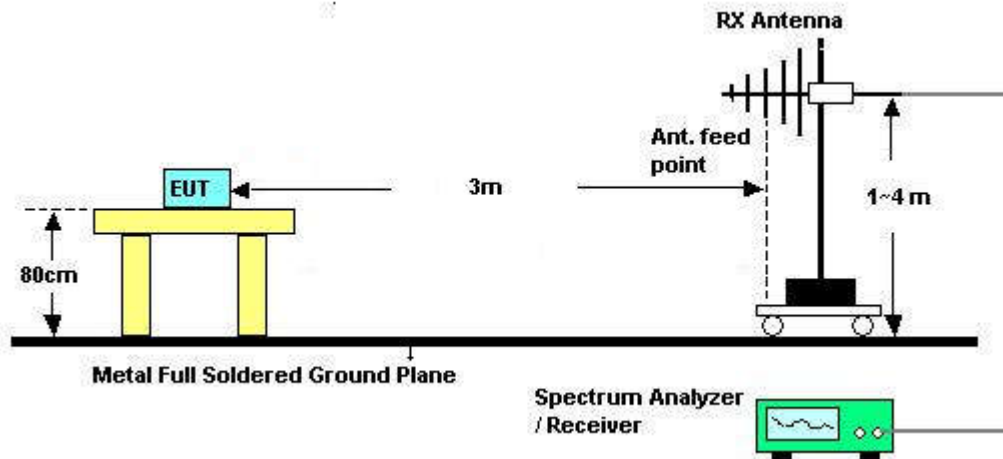 RX Antenna
Ant. feed
point
EUT
3m
1~4 m
80cm
Metal Full Soldered Ground Plane
Spectrum Analyzer
/ Receiver